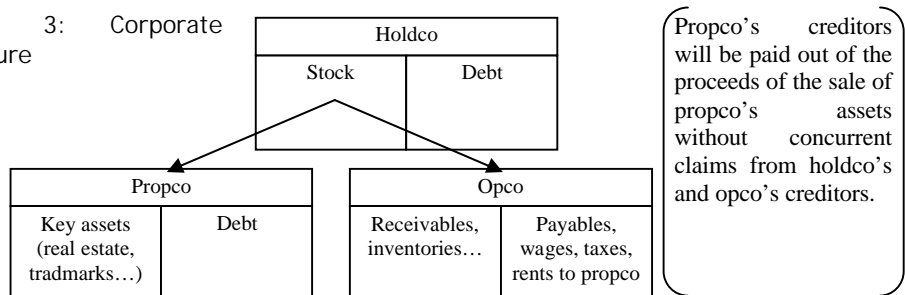 3: Corporate
ure
Holdco
Stock Debt
Propco
Key assets
(real estate,
tradmarks…)
Debt
Opco
Receivables,
inventories…
Payables,
wages, taxes,
rents to propco
Propco's creditors
will be paid out of the
proceeds of the sale of
propco's assets
without concurrent
claims from holdco's
and opco's creditors.